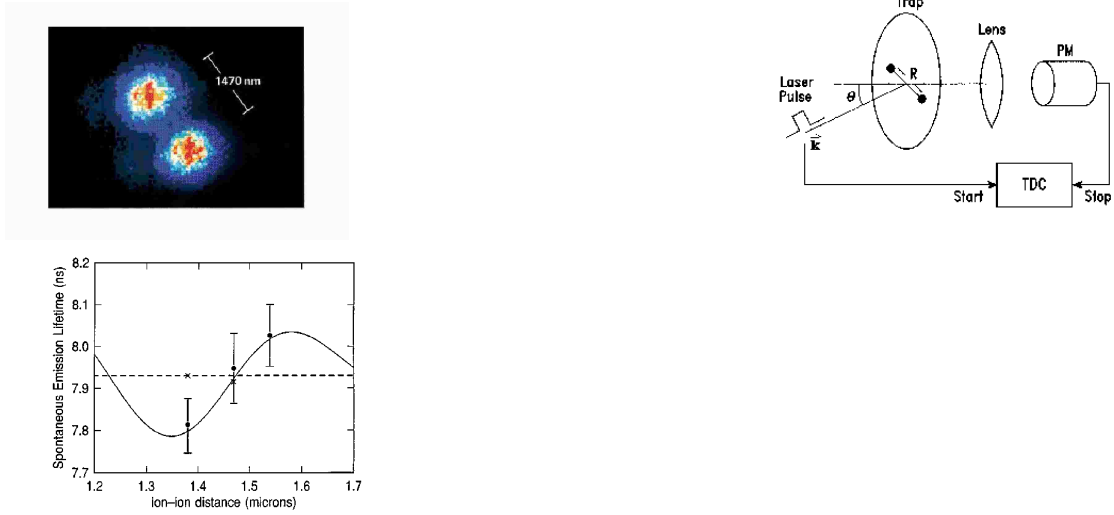 1470 nm
Trap
Lens
PM
R
Laser
Pulse
θ
k
TDC
Start
Stop
8.2
8.1
8.0
7.9
7.8
7.7
Spontaneous Emission Lifetime (ns)
1.2 1.3 1.4 1.5 1.6 1.7
ion–ion distance (microns)